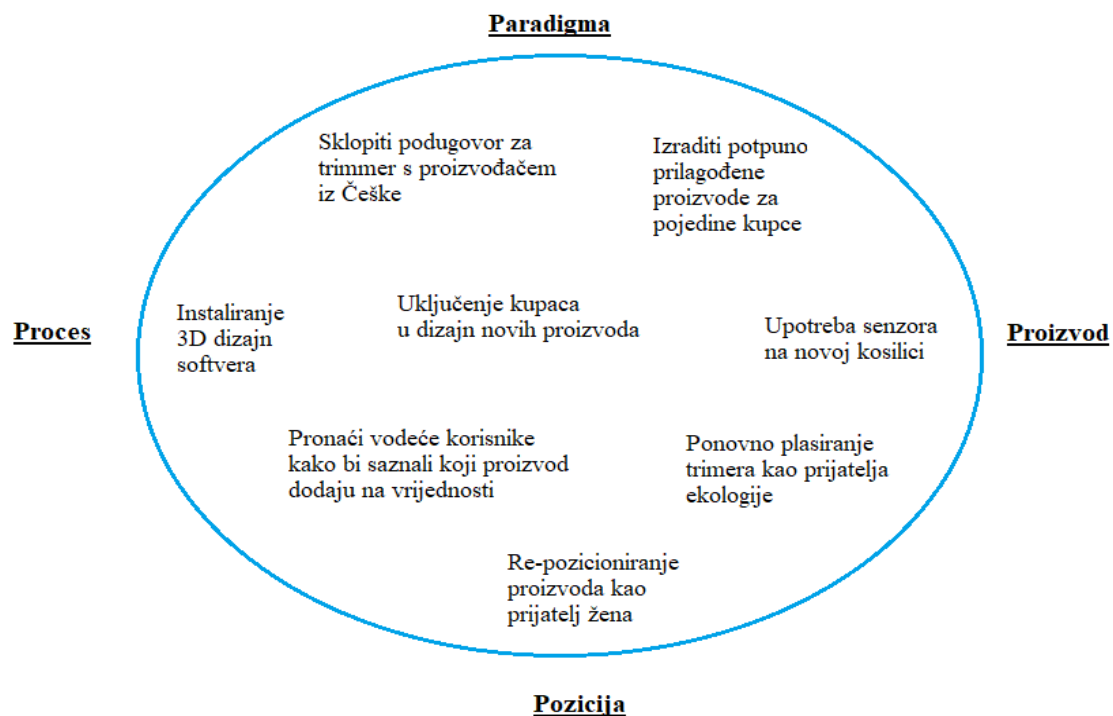 Paradigma
Sklopiti podugovor za
trimmer s proizvođačem
iz Češke
Izraditi potpuno
prilagođene
proizvode za
pojedine kupce
Instaliranje
3D dizajn
softvera
Uključenje kupaca
u dizajn novih proizvoda
Upotreba senzora
na novoj kosilici
Proces
Proizvod
Pronaći vodeće korisnike
kako bi saznali koji proizvod
dodaju na vrijednosti
Ponovno plasiranje
trimera kao prijatelja
ekologije
Re-pozicioniranje
proizvoda kao
prijatelj žena
Pozicija